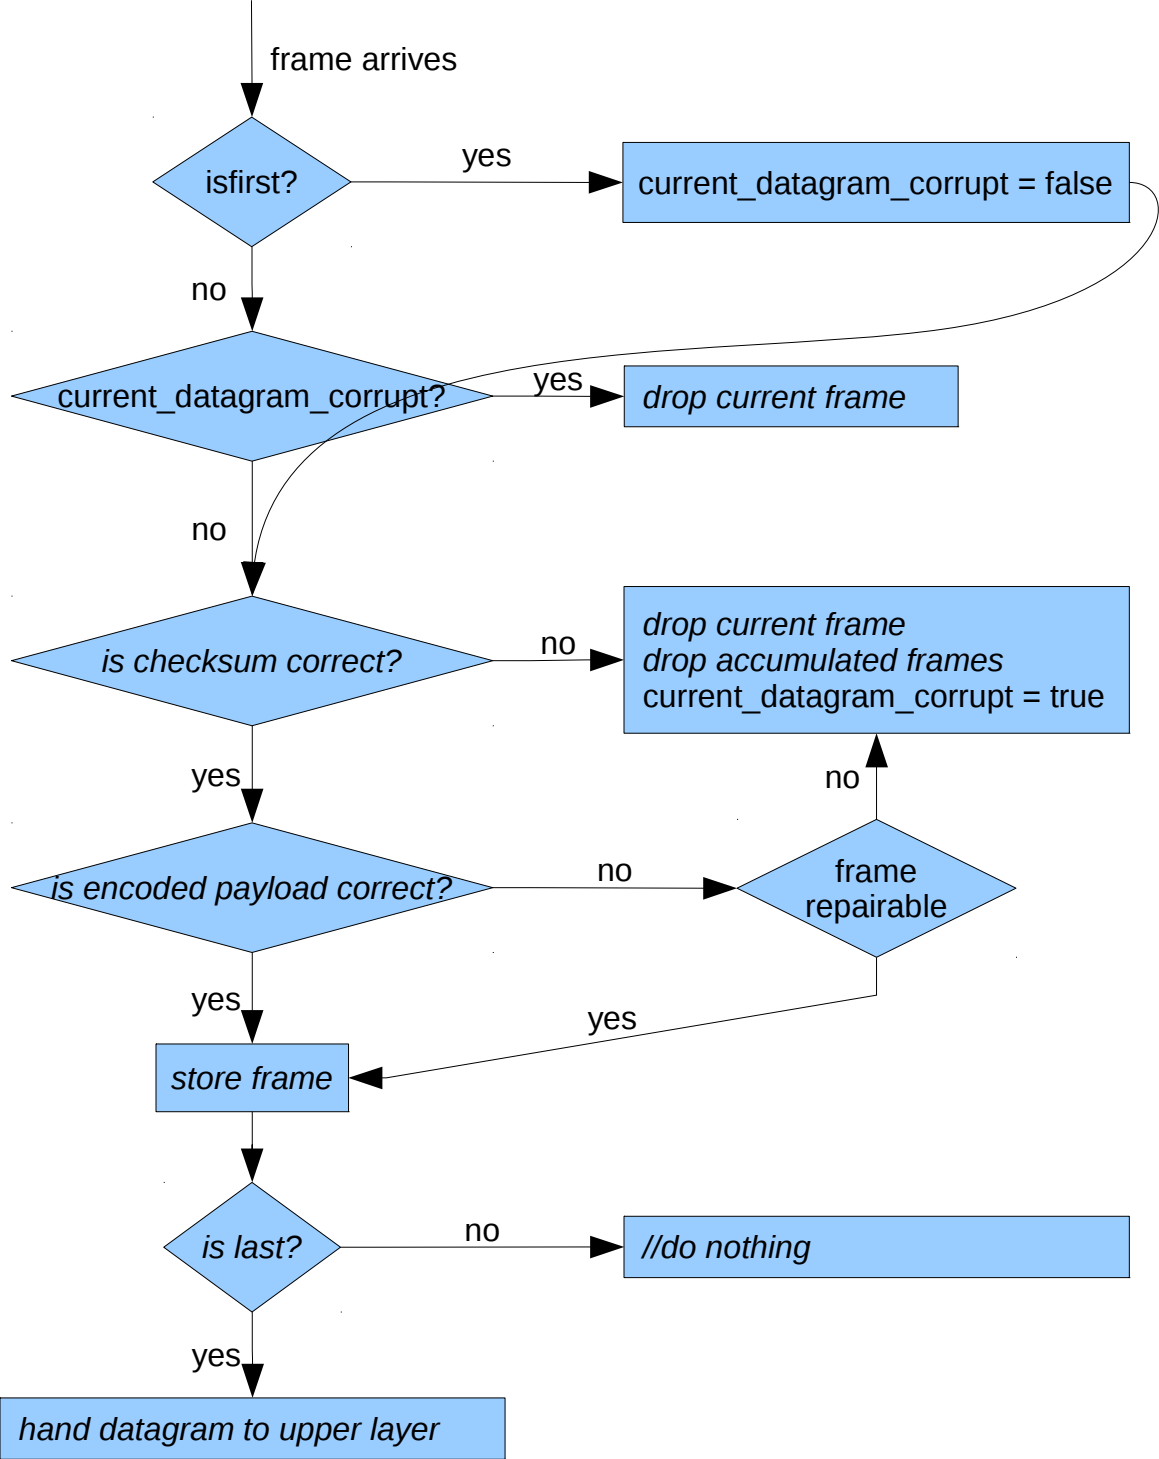 frame arrives
isfirst?
yes
current_datagram_corrupt = false
no
current_datagram_corrupt?
yes
drop current frame
no
is checksum correct?
no
drop current frame
drop accumulated frames
current_datagram_corrupt = true
yes
no
is encoded payload correct?
no
frame
repairable
yes
yes
store frame
is last?
no
//do nothing
yes
hand datagram to upper layer